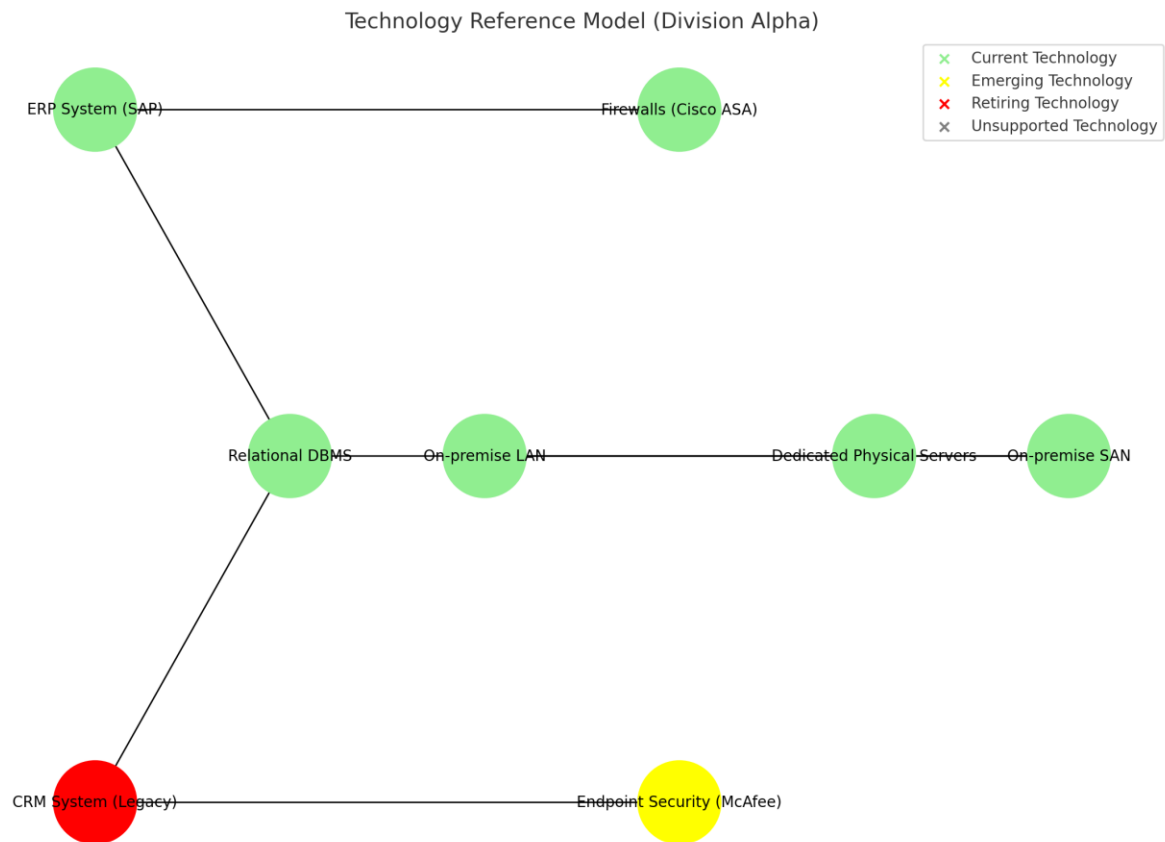 Technology Reference Model (Division Alpha)
Current Technology
Emerging Technology
Retiring Technology
Unsupported Technology
ERP System (SAP)
Firewalls (Cisco ASA)
Relational DBMS
On-premise LAN
Dedicated Physical Servers
On-premise SAN
CRM System (Legacy)
Endpoint Security (McAfee)